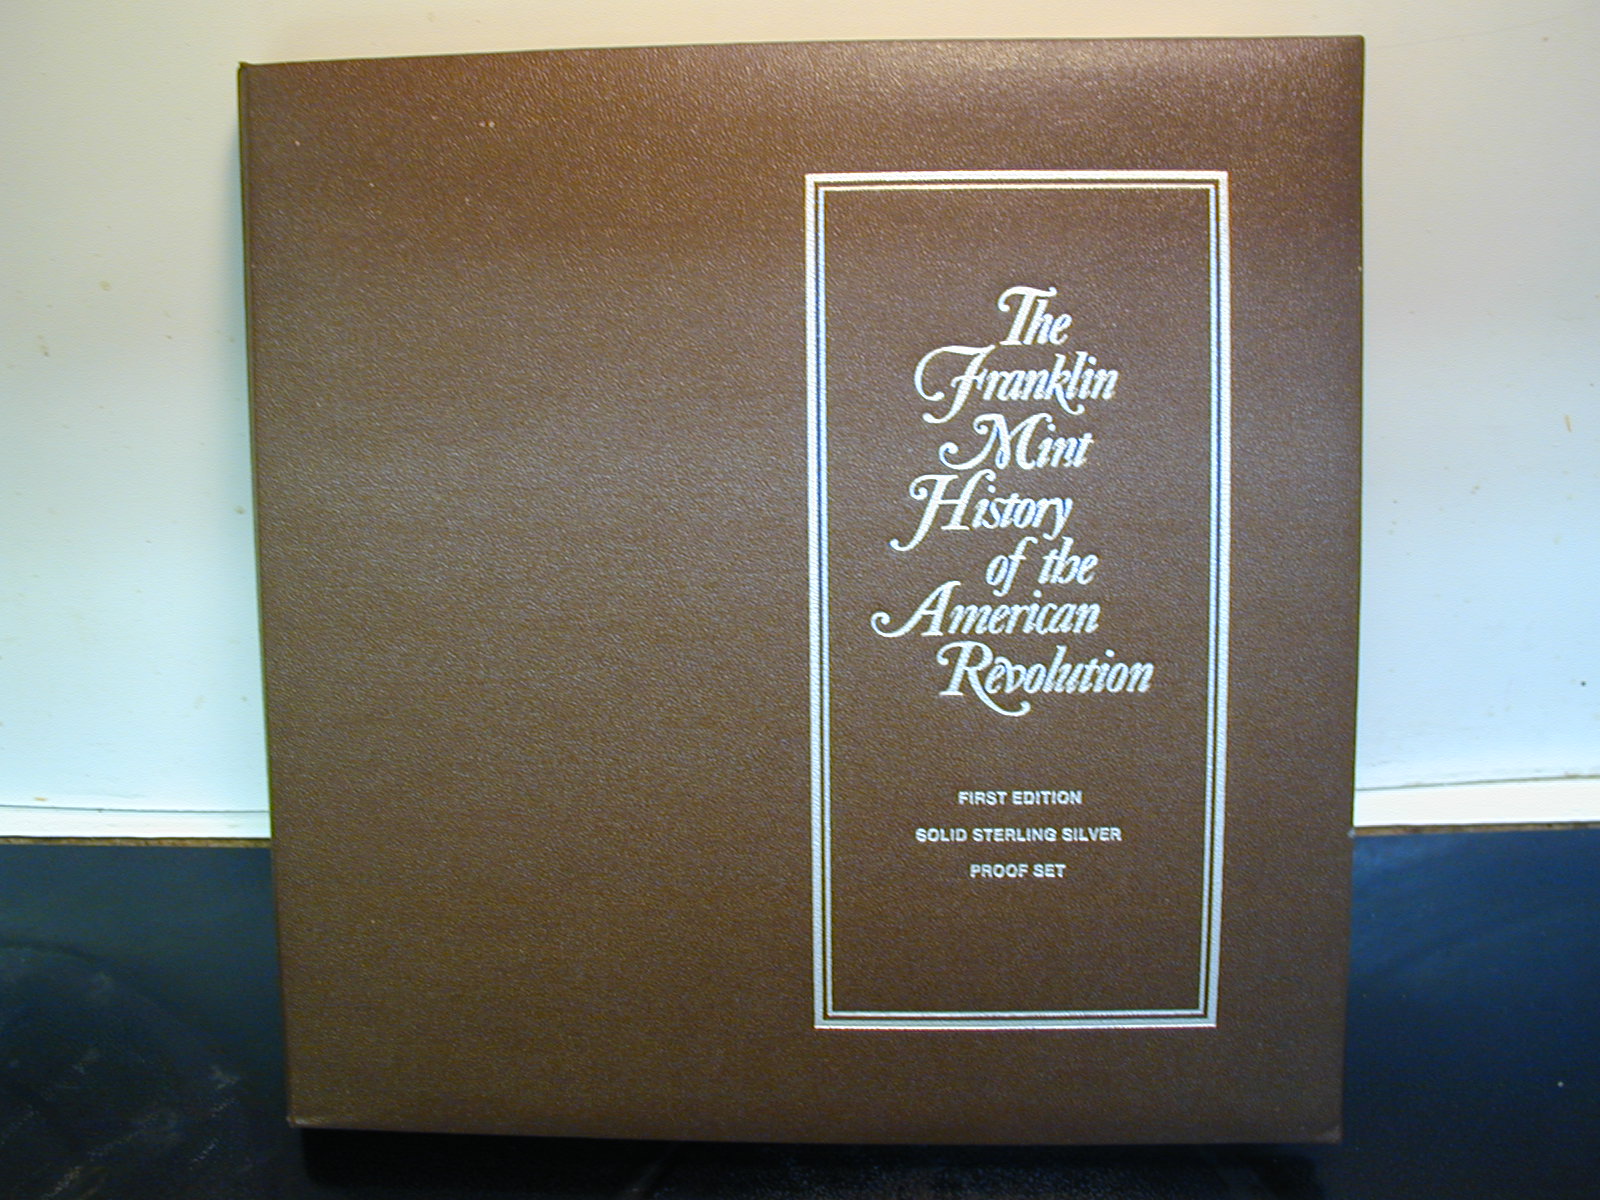 The
Franklin
Mint
History
of the
American
Revolution
FIRST EDITION
SOLID STERLING SILVER
PROOF SET